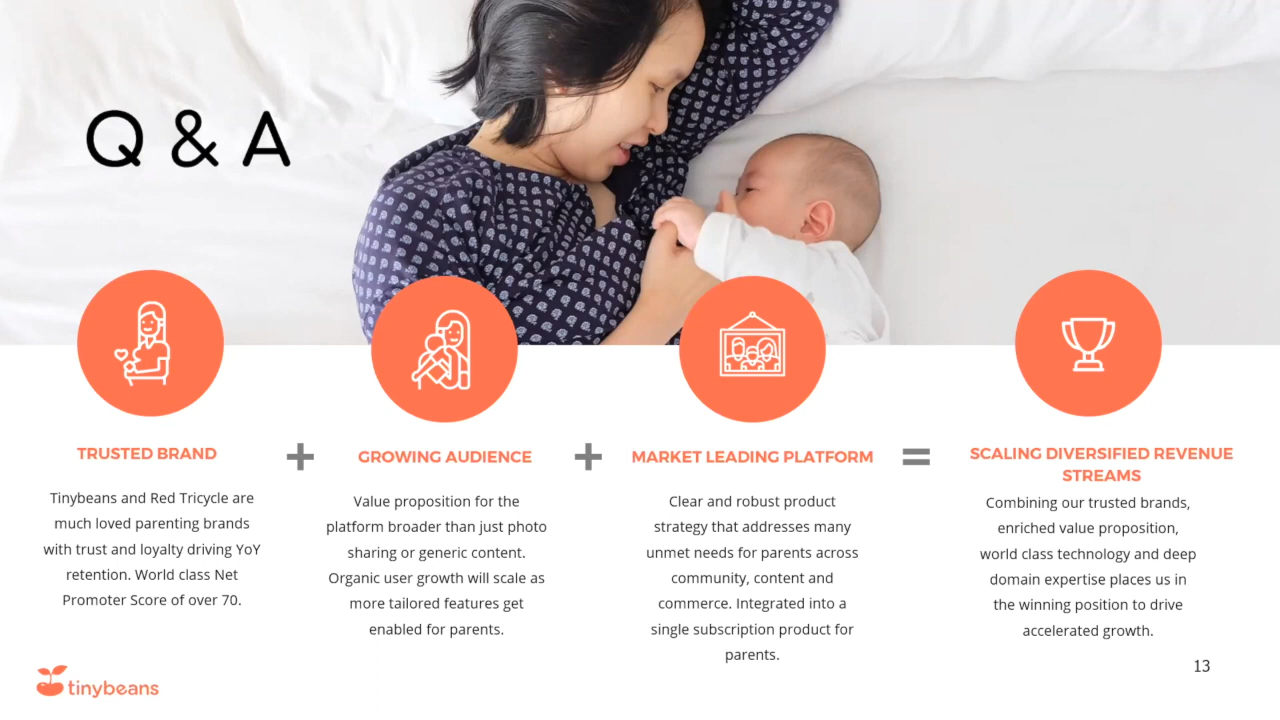 Q & A
TRUSTED BRAND
Tinybeans and Red Tricycle are
much loved parenting brands
with trust and loyalty driving YoY
retention. World class Net
Promoter Score of over 70.
+
GROWING AUDIENCE
Value proposition for the
platform broader than just photo
sharing or generic content.
Organic user growth will scale as
more tailored features get
enabled for parents.
+
MARKET LEADING PLATFORM
Clear and robust product
strategy that addresses many
unmet needs for parents across
community, content and
commerce. Integrated into a
single subscription product for
parents.
=
SCALING DIVERSIFIED REVENUE
STREAMS
Combining our trusted brands,
enriched value proposition,
world class technology and deep
domain expertise places us in
the winning position to drive
accelerated growth.
tinybeans
13